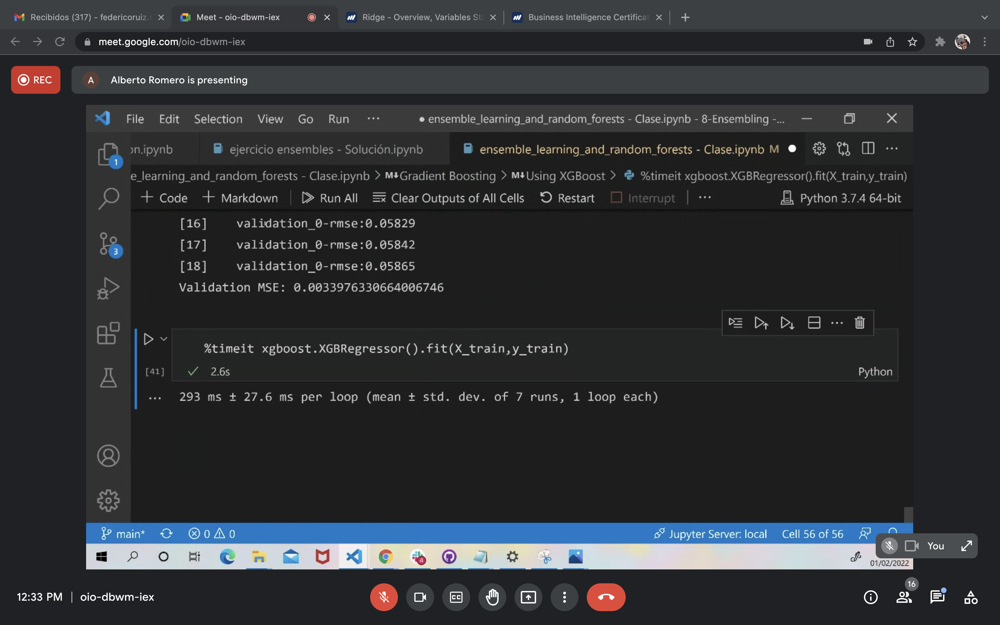 Recibidos (317) - federicoruiz.r
Meet - oio-dbwm-iex
Ridge - Overview, Variables Sta
Business Intelligence Certificat
meet.google.com/oio-dbwm-iex
REC
A
Alberto Romero is presenting
File Edit Selection View Go Run ...
● ensemble_learning_and_random_forests - Clase.ipynb - 8-Ensembling -...
on.ipynb
ejercicio ensembles - Solución.ipynb
ensemble_learning_and_random_forests - Clase.ipynb M
1
e_learning_and_random_forests - Clase.ipynb > M↓Gradient Boosting > M↓Using XGBoost > %timeit xgboost.XGBRegressor().fit(X_train,y_train)
+ Code + Markdown Run All Clear Outputs of All Cells Restart Interrupt ... Python 3.7.4 64-bit
[16] validation_0-rmse:0.05829
[17] validation_0-rmse:0.05842
3
[18] validation_0-rmse:0.05865
Validation MSE: 0.0033976330664006746
%timeit xgboost.XGBRegressor().fit(X_train,y_train)
[41] ✓ 2.6s Python
... 293 ms ± 27.6 ms per loop (mean ± std. dev. of 7 runs, 1 loop each)
main* 0 0 Jupyter Server: local Cell 56 of 56
You
4
01/02/2022
16
12:33 PM | oio-dbwm-iex
CC